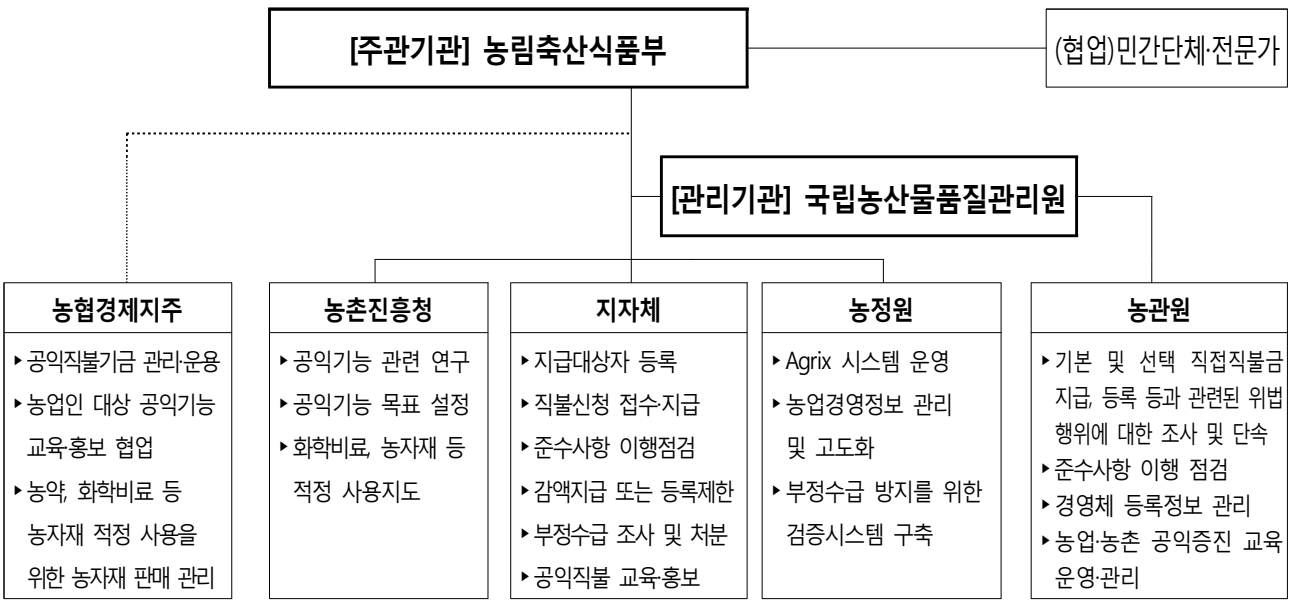 [주관기관] 농림축산식품부
(협업)민간단체·전문가
[관리기관] 국립농산물품질관리원
농협경제지주
▸공익직불기금 관리·운용
▸농업인 대상 공익기능
교육·홍보 협업
▸농약, 화학비료 등
농자재 적정 사용을
위한 농자재 판매 관리
농촌진흥청
▸공익기능 관련 연구
▸공익기능 목표 설정
▸화학비료, 농자재 등
적정 사용지도
지자체
▸지급대상자 등록
▸직불신청 접수·지급
▸준수사항 이행점검
▸감액지급 또는 등록제한
▸부정수급 조사 및 처분
▸공익직불 교육·홍보
농정원
▸Agrix 시스템 운영
▸농업경영정보 관리
및 고도화
▸부정수급 방지를 위한
검증시스템 구축
농관원
▸기본 및 선택 직접직불금
지급, 등록 등과 관련된 위법
행위에 대한 조사 및 단속
▸준수사항 이행 점검
▸경영체 등록정보 관리
▸농업·농촌 공익증진 교육
운영·관리